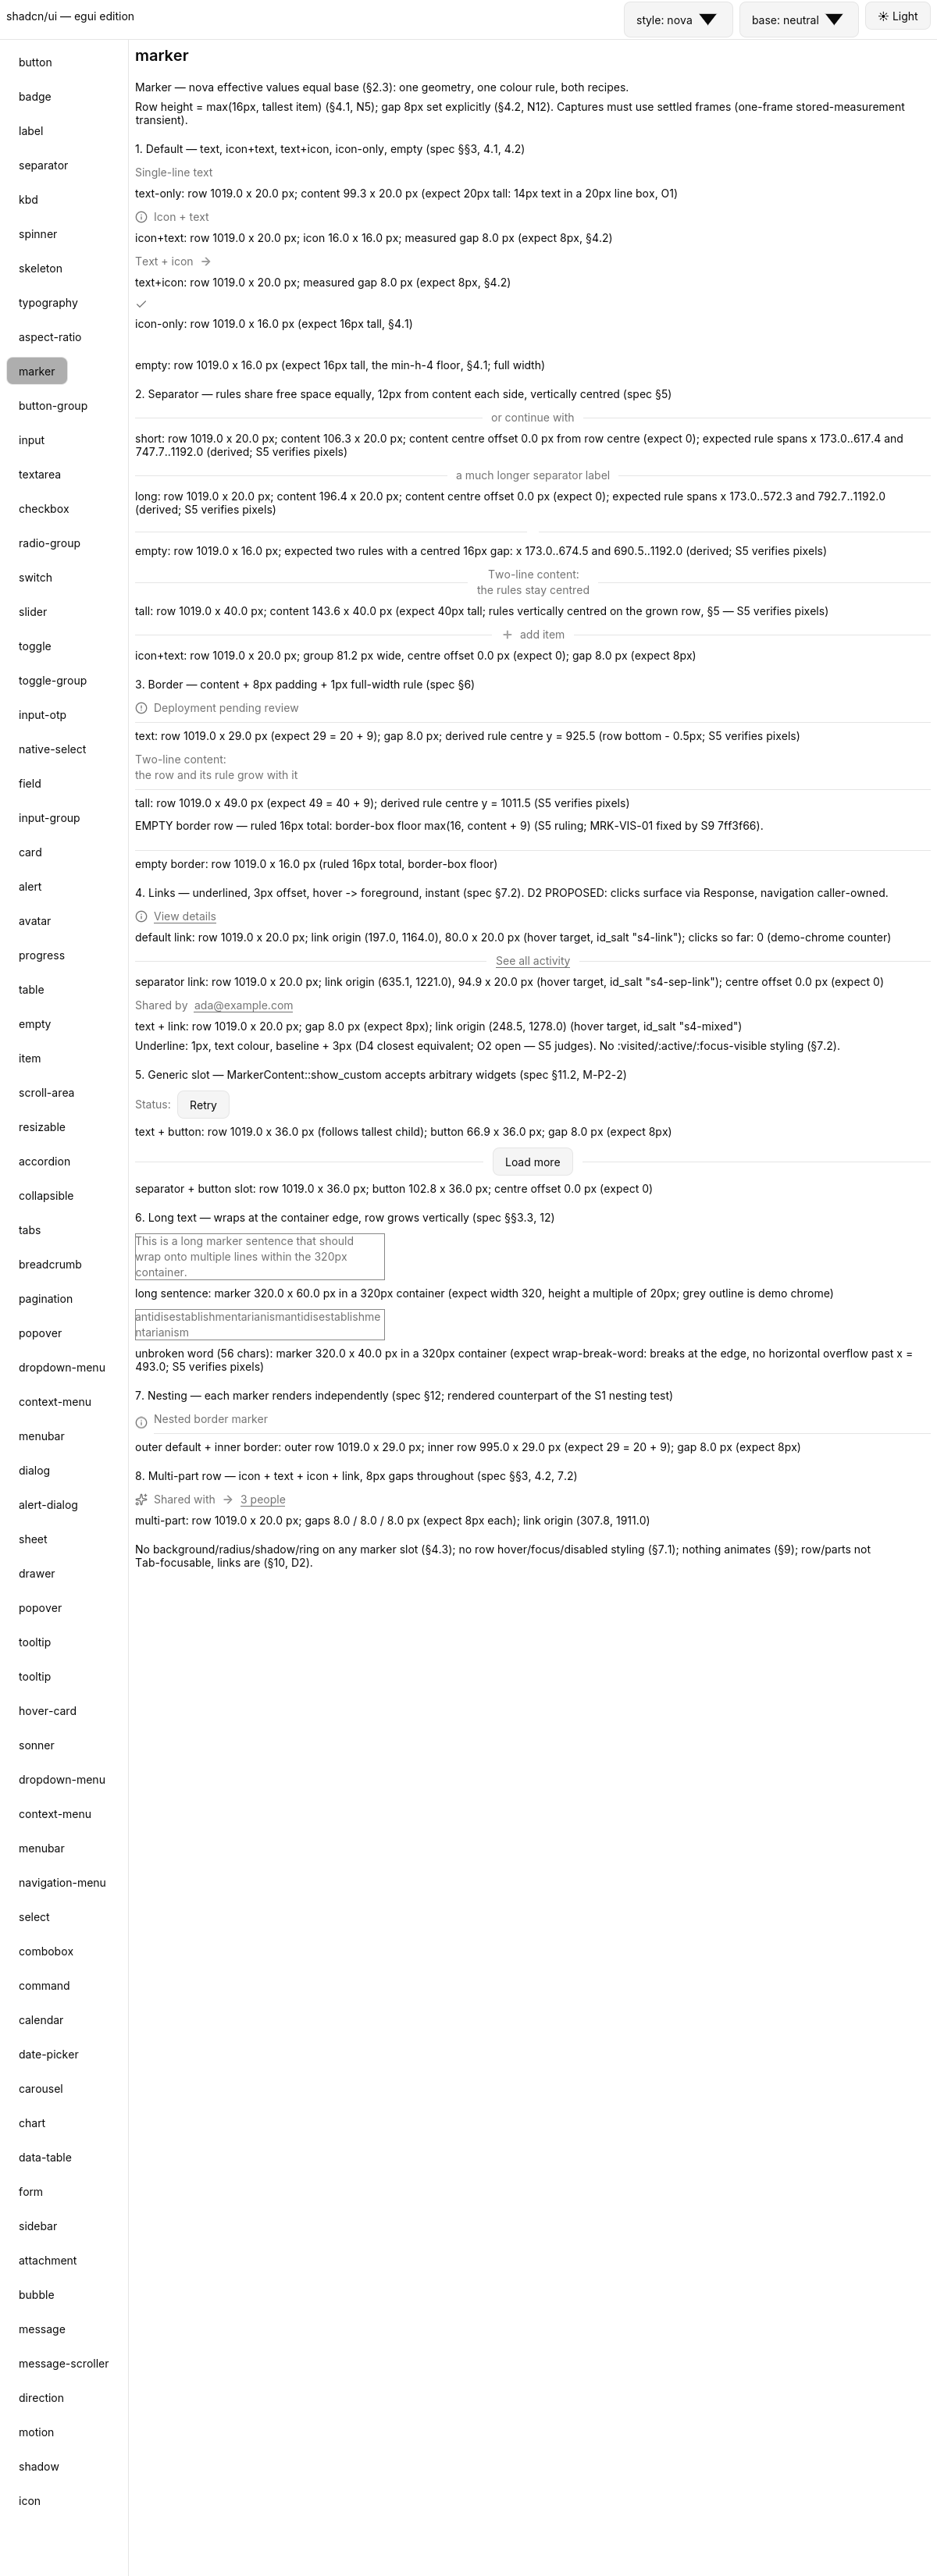 shadcn/ui — egui edition
style: nova
base: neutral
☀ Light
button
badge
label
separator
kbd
spinner
skeleton
typography
aspect-ratio
marker
button-group
input
textarea
checkbox
radio-group
switch
slider
toggle
toggle-group
input-otp
native-select
field
input-group
card
alert
avatar
progress
table
empty
item
scroll-area
resizable
accordion
collapsible
tabs
breadcrumb
pagination
popover
dropdown-menu
context-menu
menubar
dialog
alert-dialog
sheet
drawer
popover
tooltip
tooltip
hover-card
sonner
dropdown-menu
context-menu
menubar
navigation-menu
select
combobox
command
calendar
date-picker
carousel
chart
data-table
form
sidebar
attachment
bubble
message
message-scroller
direction
motion
shadow
icon
marker
Marker — nova effective values equal base (§2.3): one geometry, one colour rule, both recipes.
Row height = max(16px, tallest item) (§4.1, N5); gap 8px set explicitly (§4.2, N12). Captures must use settled frames (one-frame stored-measurement
transient).
1. Default — text, icon+text, text+icon, icon-only, empty (spec §§3, 4.1, 4.2)
Single-line text
text-only: row 1019.0 x 20.0 px; content 99.3 x 20.0 px (expect 20px tall: 14px text in a 20px line box, O1)
Icon + text
icon+text: row 1019.0 x 20.0 px; icon 16.0 x 16.0 px; measured gap 8.0 px (expect 8px, §4.2)
Text + icon
text+icon: row 1019.0 x 20.0 px; measured gap 8.0 px (expect 8px, §4.2)
icon-only: row 1019.0 x 16.0 px (expect 16px tall, §4.1)
empty: row 1019.0 x 16.0 px (expect 16px tall, the min-h-4 floor, §4.1; full width)
2. Separator — rules share free space equally, 12px from content each side, vertically centred (spec §5)
or continue with
short: row 1019.0 x 20.0 px; content 106.3 x 20.0 px; content centre offset 0.0 px from row centre (expect 0); expected rule spans x 173.0..617.4 and
747.7..1192.0 (derived; S5 verifies pixels)
a much longer separator label
long: row 1019.0 x 20.0 px; content 196.4 x 20.0 px; content centre offset 0.0 px (expect 0); expected rule spans x 173.0..572.3 and 792.7..1192.0
(derived; S5 verifies pixels)
empty: row 1019.0 x 16.0 px; expected two rules with a centred 16px gap: x 173.0..674.5 and 690.5..1192.0 (derived; S5 verifies pixels)
Two-line content:
the rules stay centred
tall: row 1019.0 x 40.0 px; content 143.6 x 40.0 px (expect 40px tall; rules vertically centred on the grown row, §5 — S5 verifies pixels)
add item
icon+text: row 1019.0 x 20.0 px; group 81.2 px wide, centre offset 0.0 px (expect 0); gap 8.0 px (expect 8px)
3. Border — content + 8px padding + 1px full-width rule (spec §6)
Deployment pending review
text: row 1019.0 x 29.0 px (expect 29 = 20 + 9); gap 8.0 px; derived rule centre y = 925.5 (row bottom - 0.5px; S5 verifies pixels)
Two-line content:
the row and its rule grow with it
tall: row 1019.0 x 49.0 px (expect 49 = 40 + 9); derived rule centre y = 1011.5 (S5 verifies pixels)
EMPTY border row — ruled 16px total: border-box floor max(16, content + 9) (S5 ruling; MRK-VIS-01 fixed by S9 7ff3f66).
empty border: row 1019.0 x 16.0 px (ruled 16px total, border-box floor)
4. Links — underlined, 3px offset, hover -> foreground, instant (spec §7.2). D2 PROPOSED: clicks surface via Response, navigation caller-owned.
View details
default link: row 1019.0 x 20.0 px; link origin (197.0, 1164.0), 80.0 x 20.0 px (hover target, id_salt "s4-link"); clicks so far: 0 (demo-chrome counter)
See all activity
separator link: row 1019.0 x 20.0 px; link origin (635.1, 1221.0), 94.9 x 20.0 px (hover target, id_salt "s4-sep-link"); centre offset 0.0 px (expect 0)
Shared by ada@example.com
text + link: row 1019.0 x 20.0 px; gap 8.0 px (expect 8px); link origin (248.5, 1278.0) (hover target, id_salt "s4-mixed")
Underline: 1px, text colour, baseline + 3px (D4 closest equivalent; O2 open — S5 judges). No :visited/:active/:focus-visible styling (§7.2).
5. Generic slot — MarkerContent::show_custom accepts arbitrary widgets (spec §11.2, M-P2-2)
Status: Retry
text + button: row 1019.0 x 36.0 px (follows tallest child); button 66.9 x 36.0 px; gap 8.0 px (expect 8px)
Load more
separator + button slot: row 1019.0 x 36.0 px; button 102.8 x 36.0 px; centre offset 0.0 px (expect 0)
6. Long text — wraps at the container edge, row grows vertically (spec §§3.3, 12)
This is a long marker sentence that should
wrap onto multiple lines within the 320px
container.
long sentence: marker 320.0 x 60.0 px in a 320px container (expect width 320, height a multiple of 20px; grey outline is demo chrome)
antidisestablishmentarianismantidisestablishme
ntarianism
unbroken word (56 chars): marker 320.0 x 40.0 px in a 320px container (expect wrap-break-word: breaks at the edge, no horizontal overflow past x =
493.0; S5 verifies pixels)
7. Nesting — each marker renders independently (spec §12; rendered counterpart of the S1 nesting test)
Nested border marker
outer default + inner border: outer row 1019.0 x 29.0 px; inner row 995.0 x 29.0 px (expect 29 = 20 + 9); gap 8.0 px (expect 8px)
8. Multi-part row — icon + text + icon + link, 8px gaps throughout (spec §§3, 4.2, 7.2)
Shared with 3 people
multi-part: row 1019.0 x 20.0 px; gaps 8.0 / 8.0 / 8.0 px (expect 8px each); link origin (307.8, 1911.0)
No background/radius/shadow/ring on any marker slot (§4.3); no row hover/focus/disabled styling (§7.1); nothing animates (§9); row/parts not
Tab-focusable, links are (§10, D2).